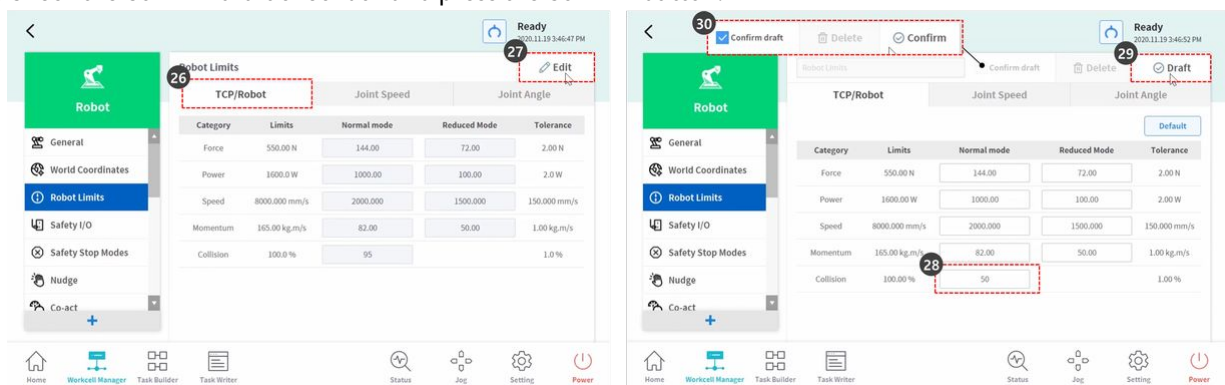 Ready
2020.11.19 3:46:47 PM
27
Robot Limits
Edit
26
TCP/Robot Joint Speed Joint Angle
Robot
Category Limits Normal mode Reduced Mode Tolerance
General
Force 550.00 N 144.00 72.00 2.00 N
World Coordinates
Power 1600.0 W 1000.00 100.00 2.0 W
Robot Limits
Speed 8000.000 mm/s 2000.000 1500.000 150.000 mm/s
Safety I/O
Momentum 165.00 kg.m/s 82.00 50.00 1.00 kg.m/s
Safety Stop Modes
Collision 100.0 % 95 1.0 %
Nudge
Co-act
+
Home Workcell Manager Task Builder Task Writer Status Jog Setting Power
30
Confirm draft Delete Confirm
Ready
2020.11.19 3:46:52 PM
29
Robot Limits Confirm draft Delete Draft
TCP/Robot Joint Speed Joint Angle
Robot
Default
Category Limits Normal mode Reduced Mode Tolerance
General
Force 550.00 N 144.00 72.00 2.00 N
World Coordinates
Power 1600.00 W 1000.00 100.00 2.00 W
Robot Limits
Speed 8000.000 mm/s 2000.000 1500.000 150.000 mm/s
Safety I/O
Momentum 165.00 kg.m/s 82.00 50.00 1.00 kg.m/s
Safety Stop Modes
28
Collision 100.00 % 50 1.00 %
Nudge
Co-act
+
Home Workcell Manager Task Builder Task Writer Status Jog Setting Power